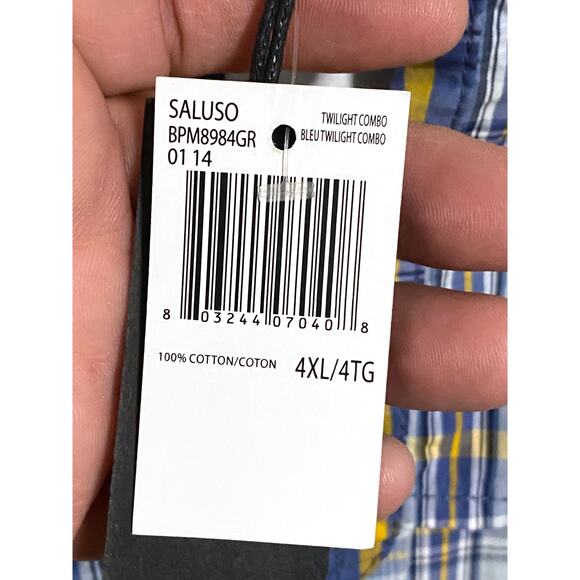 SALUSO
BPM8984GR
01 14
TWILIGHT COMBO
BLEU TWILIGHT COMBO
8 03244 07040 8
100% COTTON/COTON
4XL/4TG